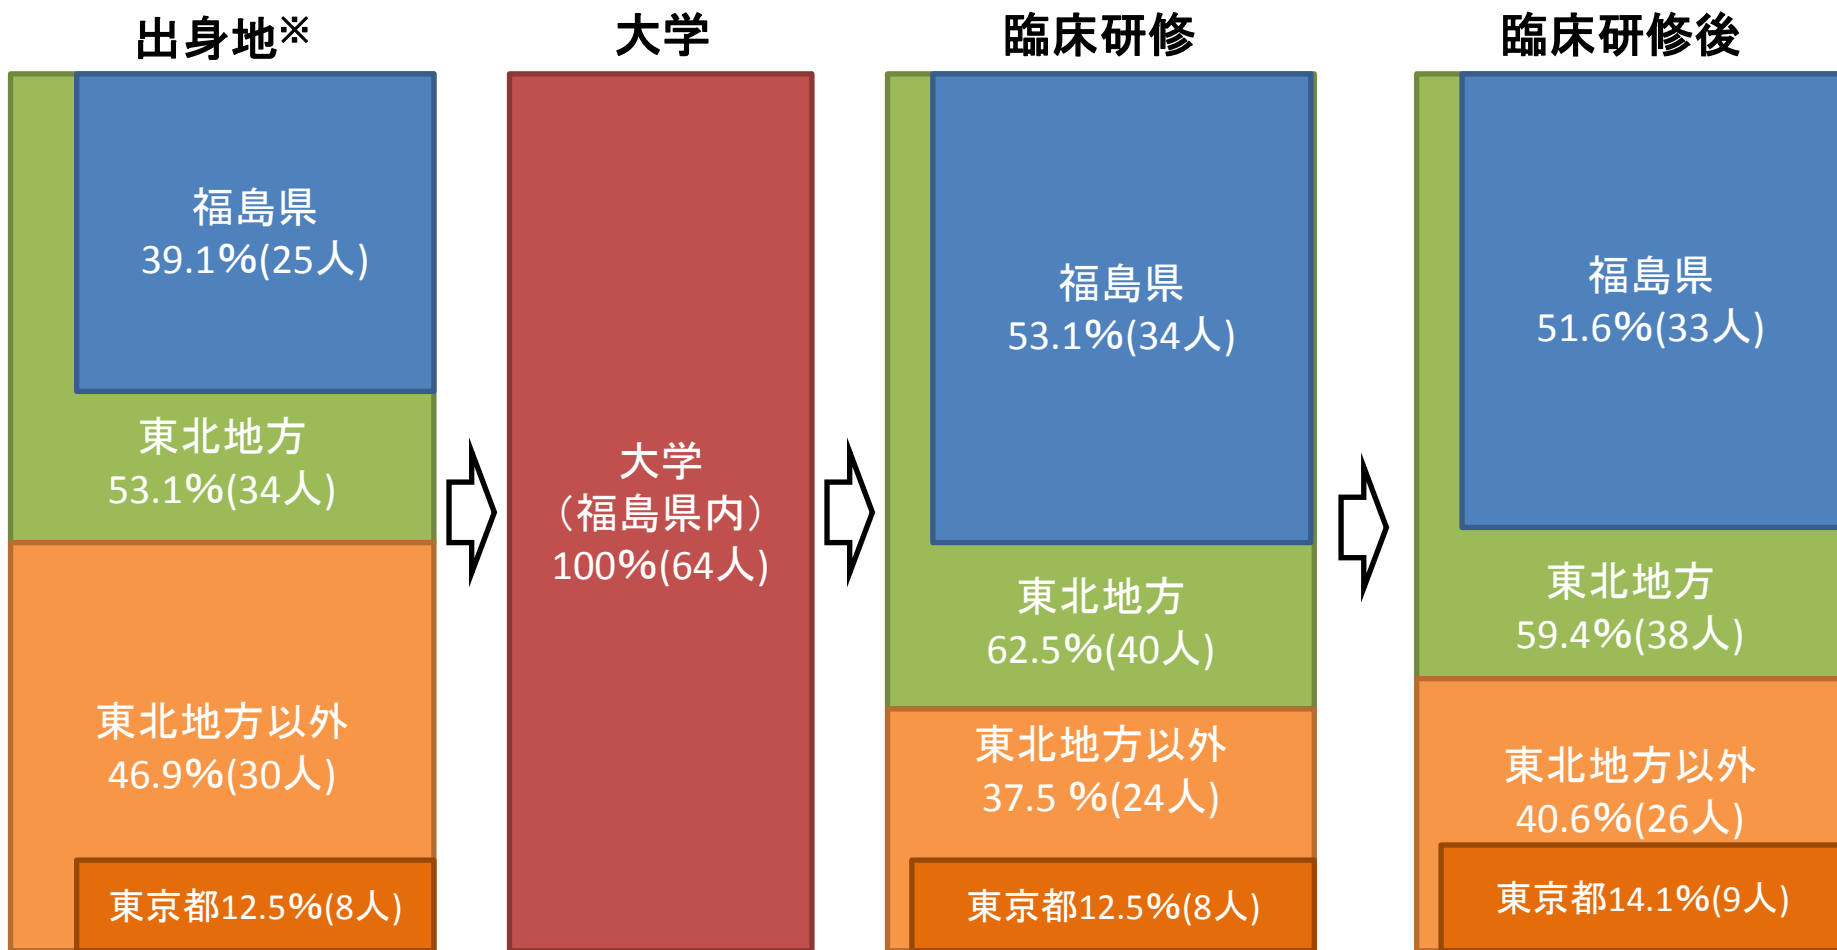 出身地※
大学
臨床研修
臨床研修後
福島県
39.1%(25人)
東北地方
53.1%(34人)
東北地方以外
46.9%(30人)
東京都12.5%(8人)
大学
(福島県内)
100%(64人)
福島県
53.1%(34人)
東北地方
62.5%(40人)
東北地方以外
37.5 %(24人)
東京都12.5%(8人)
福島県
51.6%(33人)
東北地方
59.4%(38人)
東北地方以外
40.6%(26人)
東京都14.1%(9人)